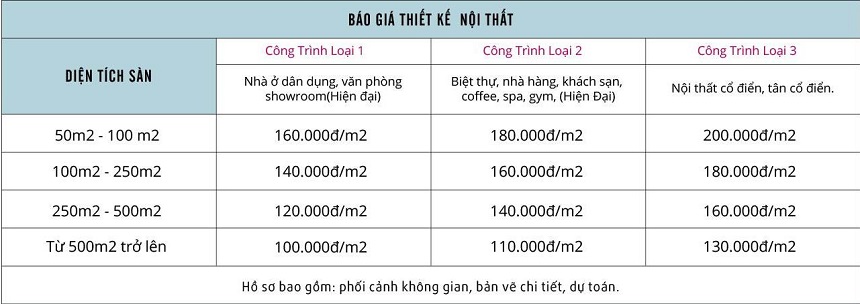 BÁO GIÁ THIẾT KẾ NỘI THẤT
DIỆN TÍCH SÀN
Công Trình Loại 1
Công Trình Loại 2
Công Trình Loại 3
Nhà ở dân dụng, văn phòng
showroom(Hiện đại)
Biệt thự, nhà hàng, khách sạn,
coffee, spa, gym, (Hiện Đại)
Nội thất cổ điển, tân cổ điển.
50m2 - 100 m2 160.000đ/m2 180.000đ/m2 200.000đ/m2
100m2 - 250m2 140.000đ/m2 160.000đ/m2 180.000đ/m2
250m2 - 500m2 120.000đ/m2 140.000đ/m2 160.000đ/m2
Từ 500m2 trở lên 100.000đ/m2 110.000đ/m2 130.000đ/m2
Hồ sơ bao gồm: phối cảnh không gian, bản vẽ chi tiết, dự toán.